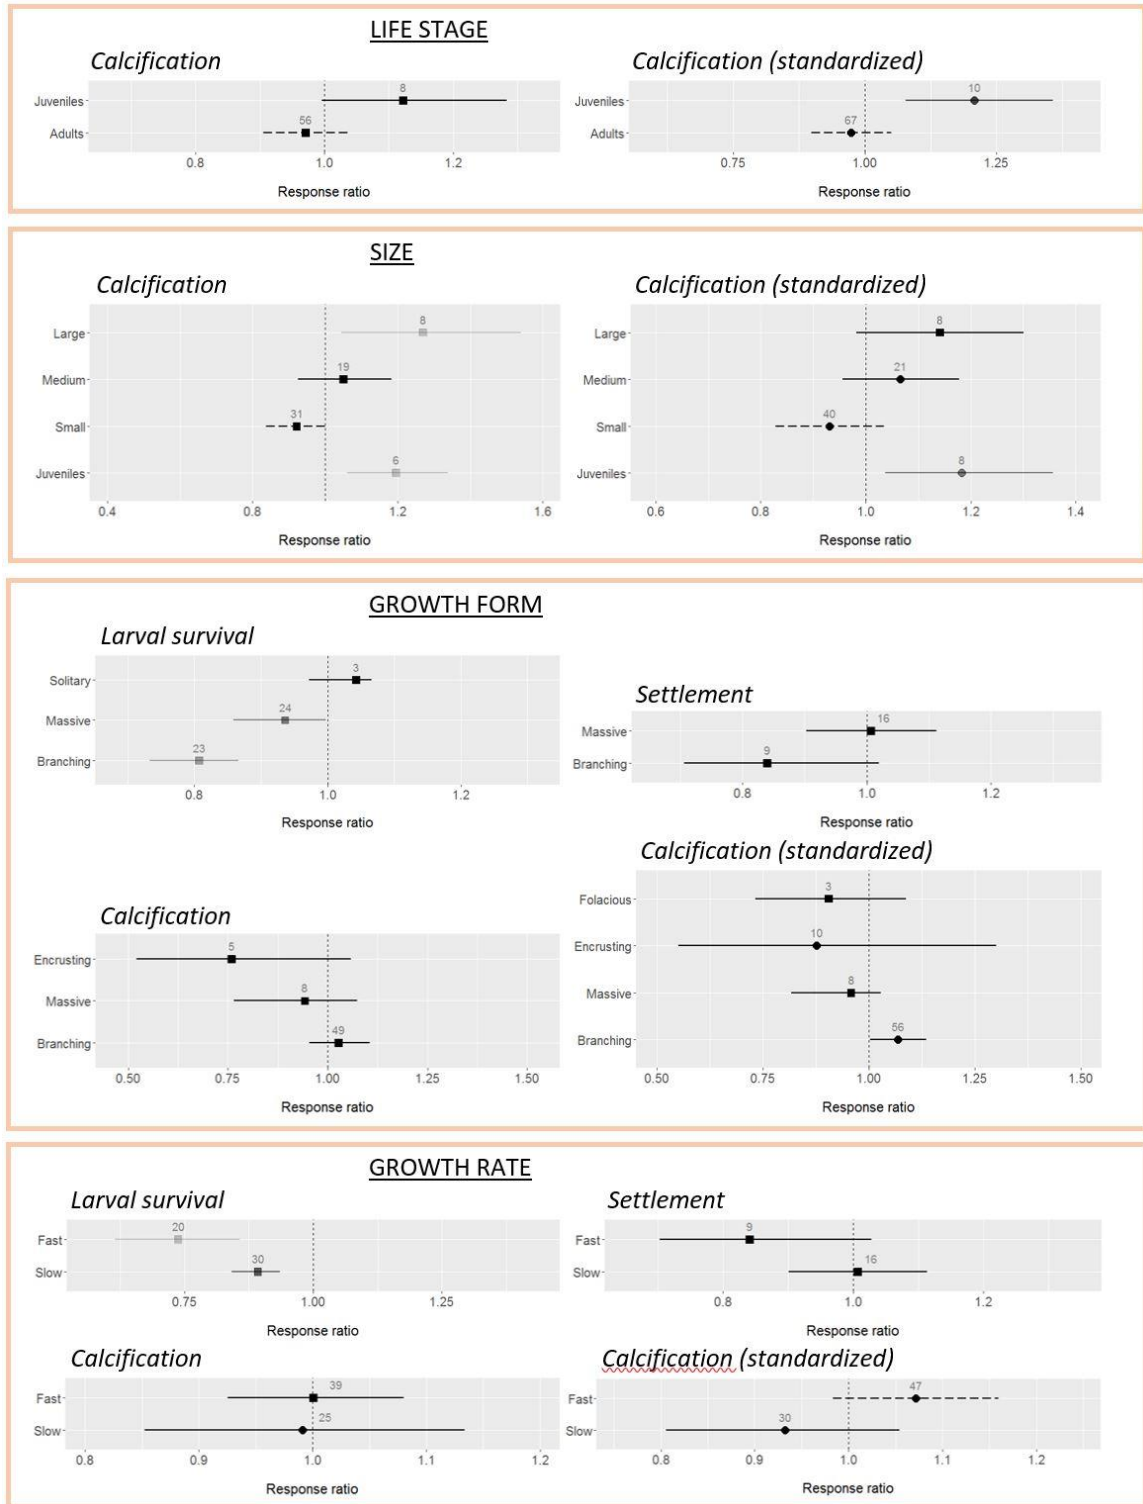 LIFE STAGE
Calcification
Juveniles
8
Adults
56
0.8 1.0 1.2
Response ratio
Calcification (standardized)
Juveniles
10
Adults
67
0.75 1.00 1.25
Response ratio
SIZE
Calcification
Large
8
Medium
19
Small
31
Juveniles
6
0.4 0.8 1.2 1.6
Response ratio
Calcification (standardized)
Large
8
Medium
21
Small
40
Juveniles
8
0.6 0.8 1.0 1.2 1.4
Response ratio
GROWTH FORM
Larval survival
Solitary
3
Massive
24
Branching
23
0.8 1.0 1.2
Response ratio
Settlement
Massive
16
Branching
9
0.8 1.0 1.2
Response ratio
Calcification
Encrusting
5
Massive
8
Branching
49
0.50 0.75 1.00 1.25 1.50
Response ratio
Calcification (standardized)
Folacious
3
Encrusting
10
Massive
8
Branching
56
0.50 0.75 1.00 1.25 1.50
Response ratio
GROWTH RATE
Larval survival
Fast
20
Slow
30
0.75 1.00 1.25
Response ratio
Settlement
Fast
9
Slow
16
0.8 1.0 1.2
Response ratio
Calcification
Fast
39
Slow
25
0.8 0.9 1.0 1.1 1.2
Response ratio
Calcification (standardized)
Fast
47
Slow
30
0.8 0.9 1.0 1.1 1.2
Response ratio